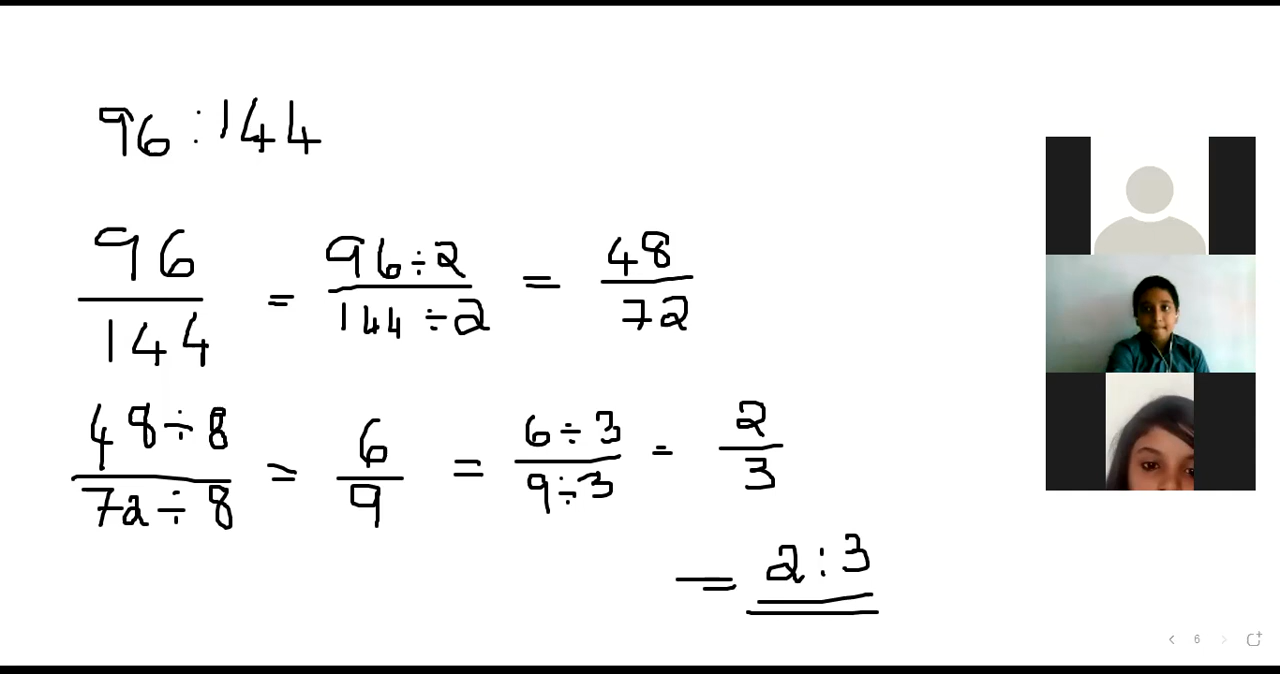 96 : 144
96/144 = 96÷2/144÷2 = 48/72
48÷8/72÷8 = 6/9 = 6÷3/9÷3 = 2/3
= 2 : 3
< 6 >